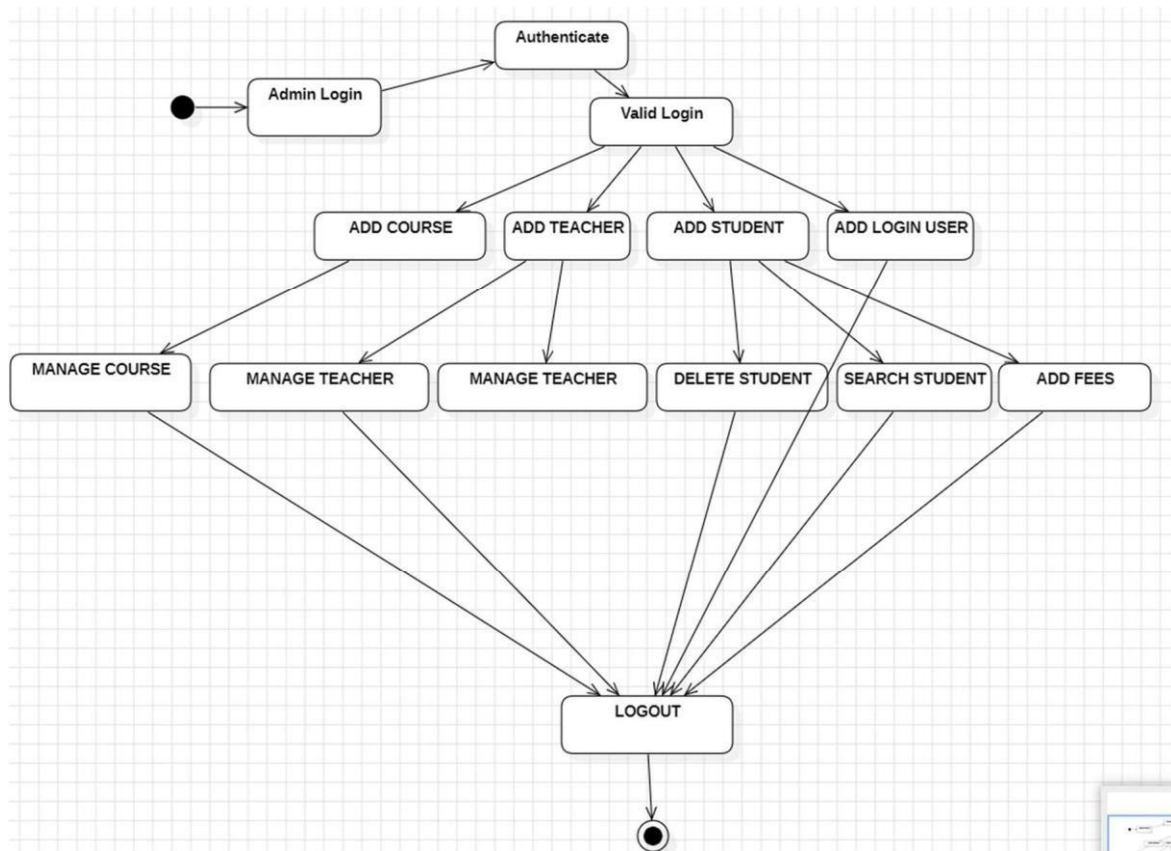 Authenticate
Admin Login
Valid Login
ADD COURSE
ADD TEACHER
ADD STUDENT
ADD LOGIN USER
MANAGE COURSE
MANAGE TEACHER
MANAGE TEACHER
DELETE STUDENT
SEARCH STUDENT
ADD FEES
LOGOUT